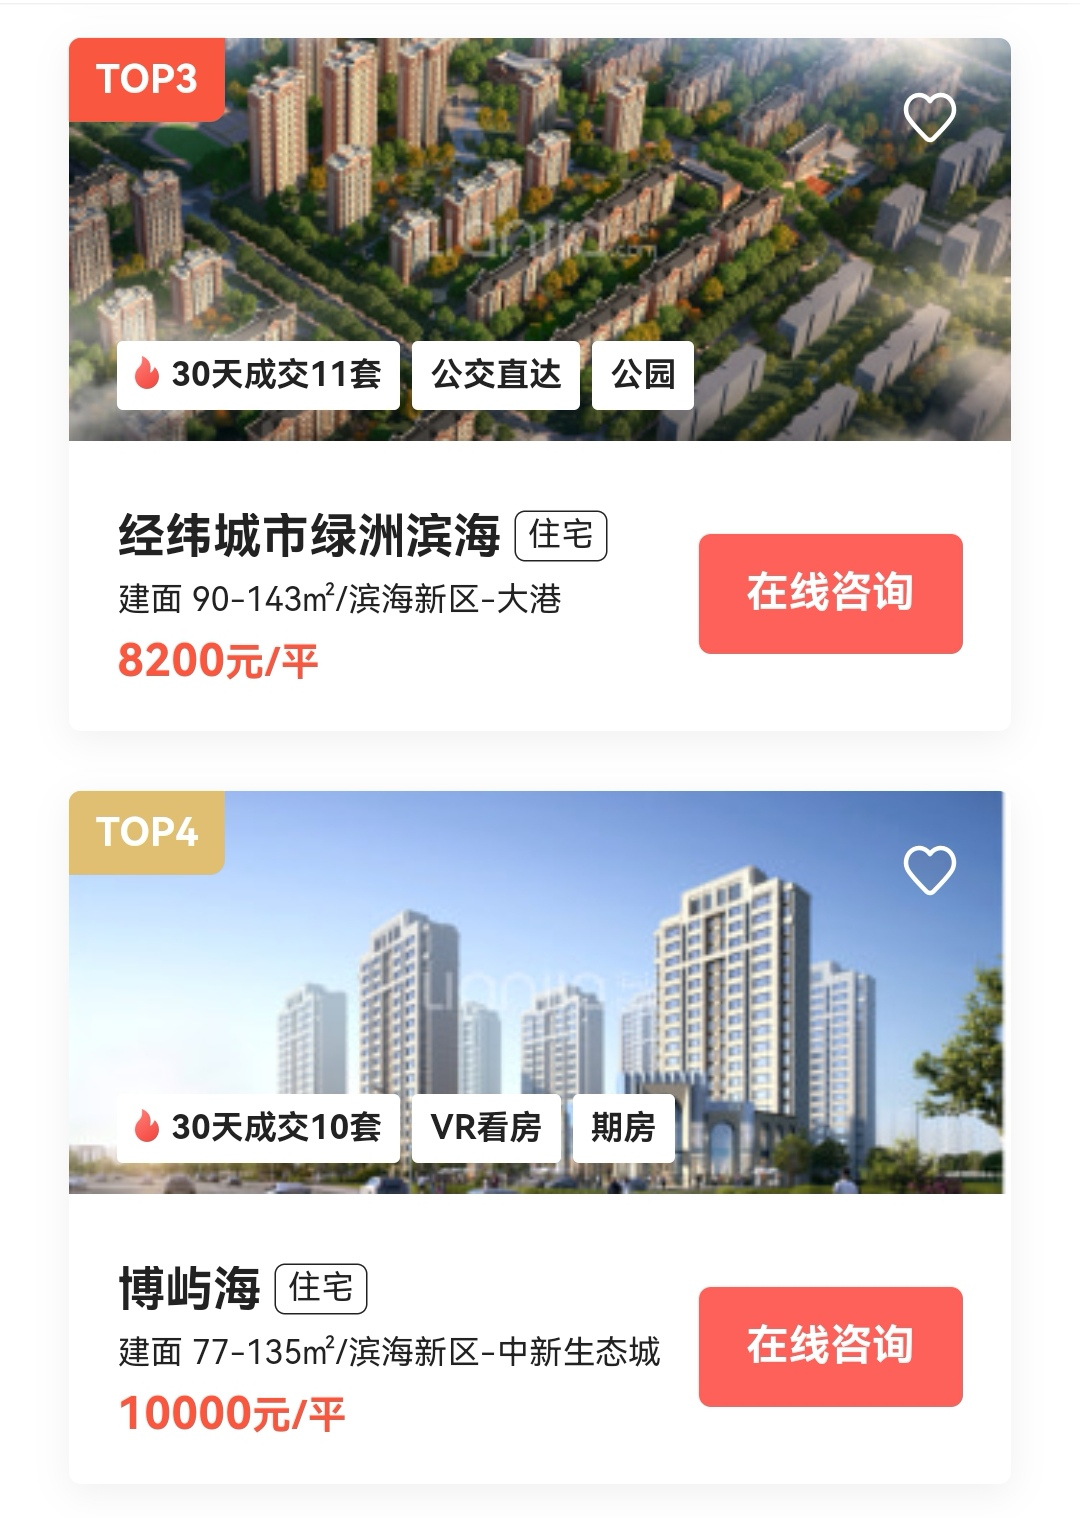 TOP3
lianjia.com
30天成交11套 公交直达 公园
经纬城市绿洲滨海 住宅
建面 90-143㎡/滨海新区-大港
8200元/平
在线咨询
TOP4
lianjia
30天成交10套 VR看房 期房
博屿海 住宅
建面 77-135㎡/滨海新区-中新生态城
10000元/平
在线咨询